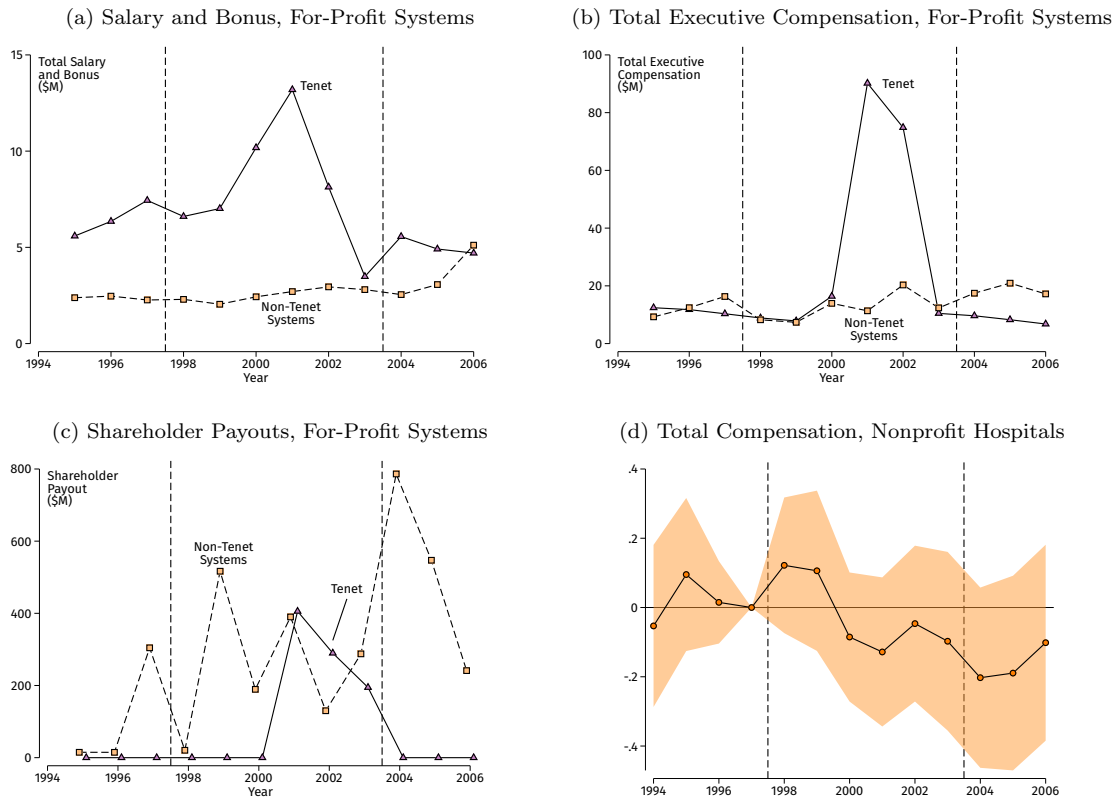 (a) Salary and Bonus, For-Profit Systems
15
Total Salary
and Bonus
($M)
Tenet
10
5
Non-Tenet
Systems
0
1994 1996 1998 2000 2002 2004 2006
Year
(b) Total Executive Compensation, For-Profit Systems
100
Total Executive
Compensation
($M)
Tenet
80
60
40
20
Non-Tenet
Systems
0
1994 1996 1998 2000 2002 2004 2006
Year
(c) Shareholder Payouts, For-Profit Systems
800
Shareholder
Payout
($M)
600
Non-Tenet
Systems
Tenet
400
200
0
1994 1996 1998 2000 2002 2004 2006
Year
(d) Total Compensation, Nonprofit Hospitals
.4
.2
0
-.2
-.4
1994 1996 1998 2000 2002 2004 2006